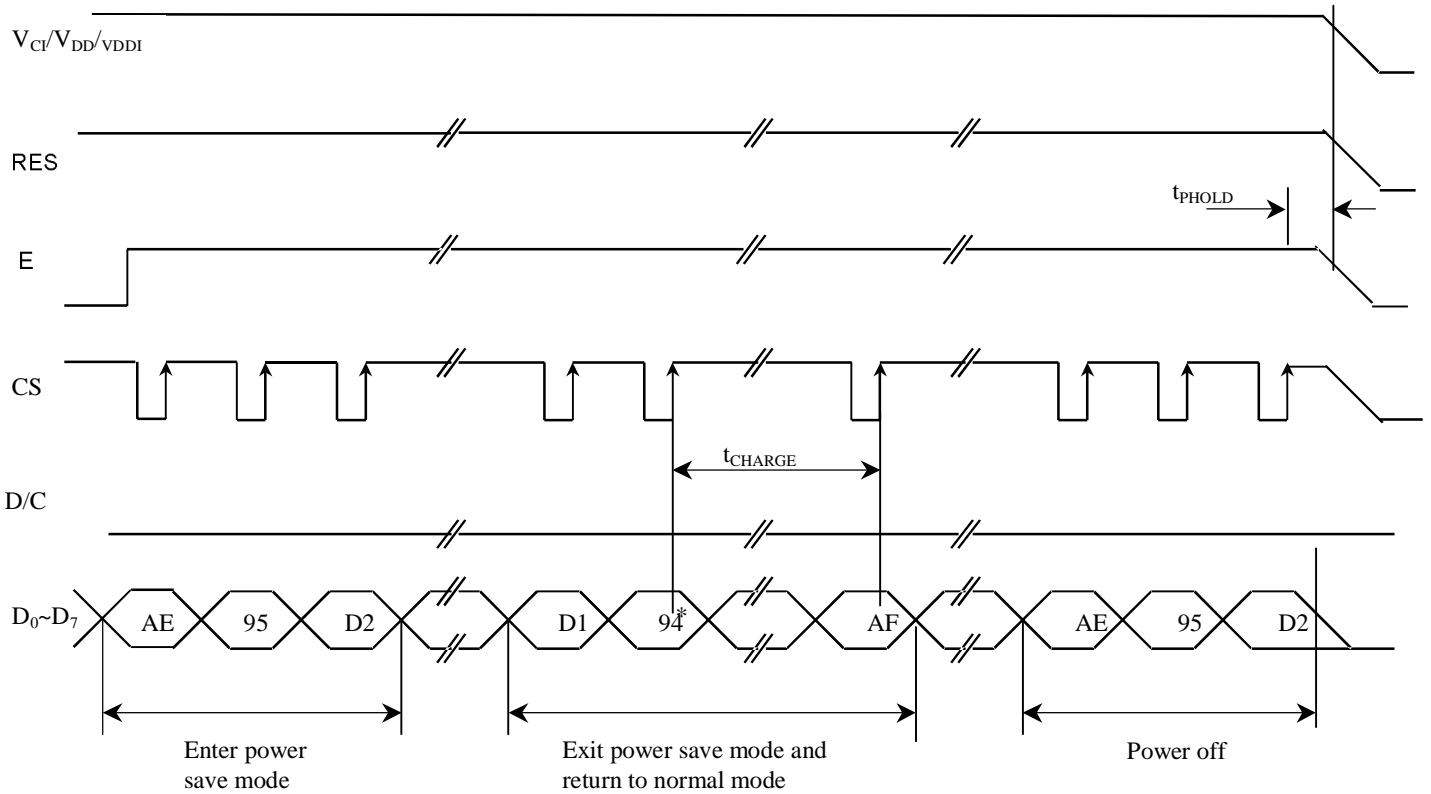 VCI/VDD/VDDI
RES
tPHOLD
E
CS
tCHARGE
D/C
D0~D7 AE 95 D2 D1 94* AF AE 95 D2
Enter power
save mode
Exit power save mode and
return to normal mode
Power off